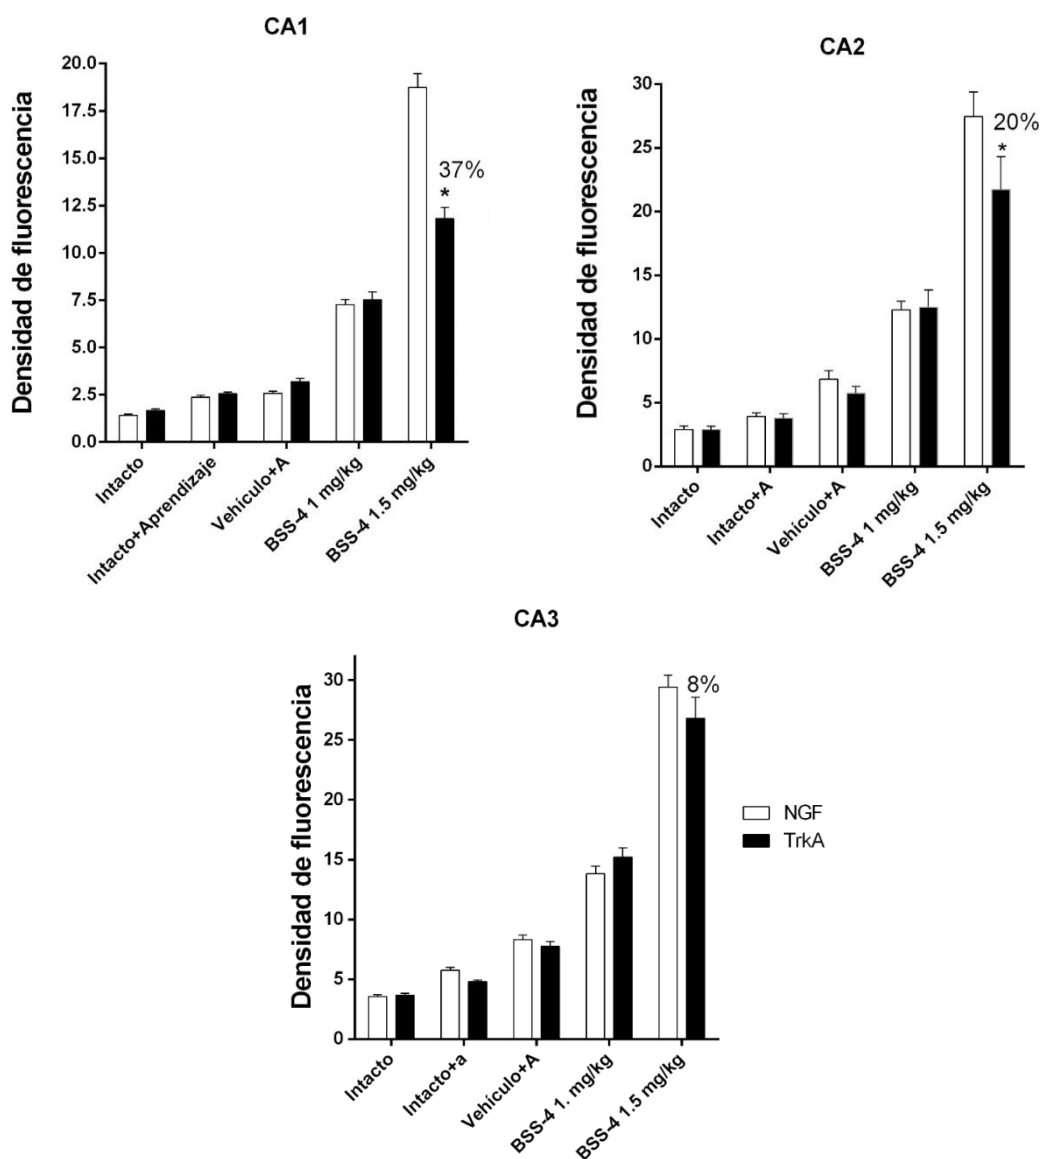 CA1
Densidad de fluorescencia
20.0
17.5
15.0
12.5
10.0
7.5
5.0
2.5
0.0
37%
*
Intacto
Intacto+Aprendizaje
Vehículo+A
BSS-4 1 mg/kg
BSS-4 1.5 mg/kg
CA2
Densidad de fluorescencia
30
25
20
15
10
5
0
20%
*
Intacto
Intacto+A
Vehículo+A
BSS-4 1 mg/kg
BSS-4 1.5 mg/kg
CA3
Densidad de fluorescencia
30
25
20
15
10
5
0
8%
Intacto
Intacto+a
Vehículo+A
BSS-4 1. mg/kg
BSS-4 1.5 mg/kg
NGF
TrkA